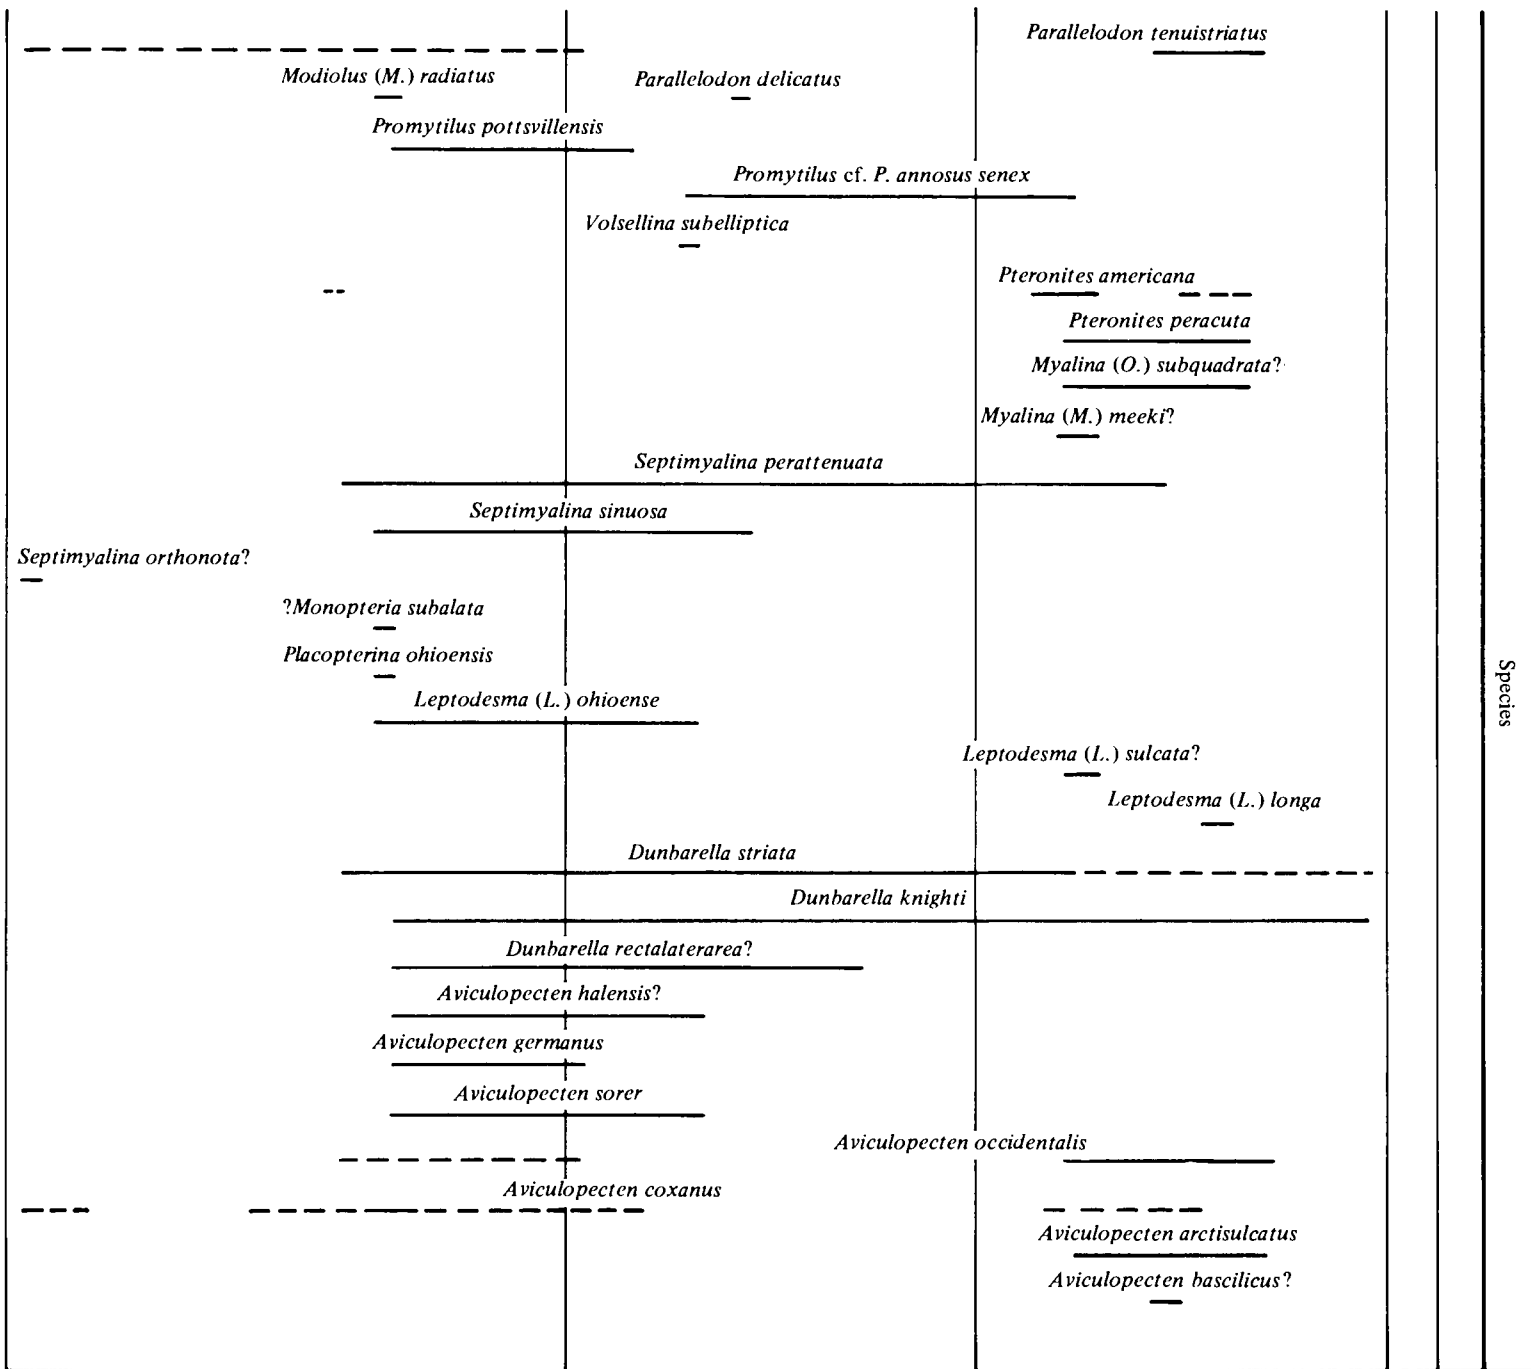 Parallelodon tenuistriatus
Modiolus (M.) radiatus
Parallelodon delicatus
Promytilus pottsvillensis
Promytilus cf. P. annosus senex
Volsellina subelliptica
Pteronites americana
Pteronites peracuta
Myalina (O.) subquadrata?
Myalina (M.) meeki?
Septimyalina perattenuata
Septimyalina sinuosa
Septimyalina orthonota?
?Monopteria subalata
Placopterina ohioensis
Leptodesma (L.) ohioense
Leptodesma (L.) sulcata?
Leptodesma (L.) longa
Dunbarella striata
Dunbarella knighti
Dunbarella rectalaterarea?
Aviculopecten halensis?
Aviculopecten germanus
Aviculopecten sorer
Aviculopecten occidentalis
Aviculopecten coxanus
Aviculopecten arctisulcatus
Aviculopecten bascilicus?
Species